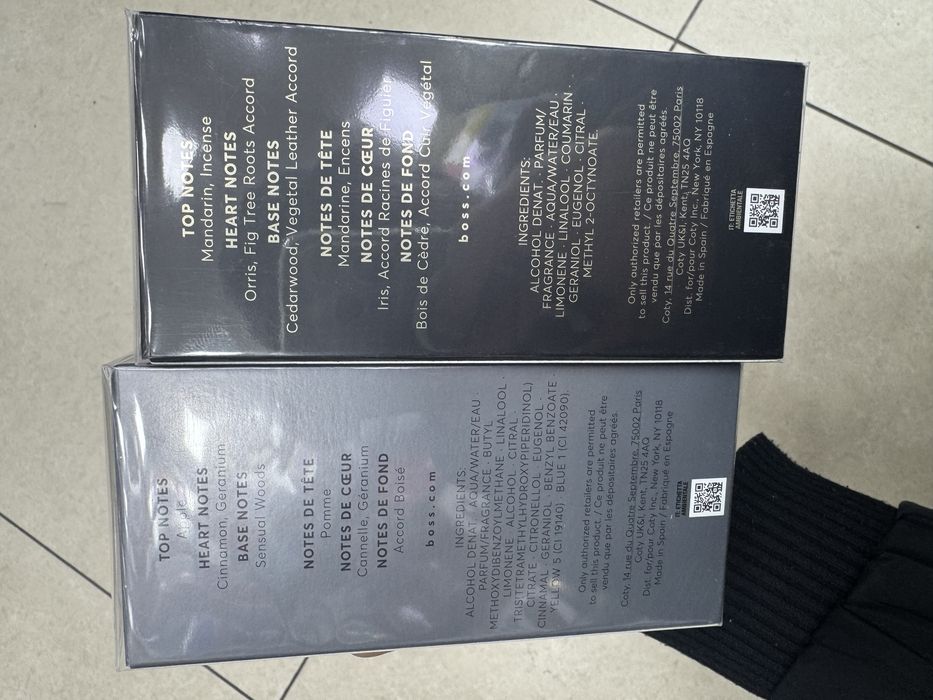 TOP NOTES
Mandarin, Incense
HEART NOTES
Orris, Fig Tree Roots Accord
BASE NOTES
Cedarwood, Vegetal Leather Accord
NOTES DE TÊTE
Mandarine, Encens
NOTES DE CŒUR
Iris, Accord Racines de Figuier
NOTES DE FOND
Bois de Cèdre, Accord Cuir Végétal
boss.com
INGREDIENTS:
ALCOHOL DENAT. · PARFUM/
FRAGRANCE · AQUA/WATER/EAU ·
LIMONENE · LINALOOL · COUMARIN ·
GERANIOL · EUGENOL · CITRAL ·
METHYL 2-OCTYNOATE.
Only authorized retailers are permitted
to sell this product. / Ce produit ne peut être
vendu que par les dépositaires agréés.
Coty, 14 rue du Quatre Septembre, 75002 Paris
Coty UK&I, Kent, TN25 4AQ
Dist. for/pour Coty Inc., New York, NY 10118
Made in Spain / Fabriqué en Espagne
IT: ETICHETTA
AMBIENTALE
TOP NOTES
Apple
HEART NOTES
Cinnamon, Geranium
BASE NOTES
Sensual Woods
NOTES DE TÊTE
Pomme
NOTES DE CŒUR
Cannelle, Géranium
NOTES DE FOND
Accord Boisé
boss.com
INGREDIENTS:
ALCOHOL DENAT. · AQUA/WATER/EAU ·
PARFUM/FRAGRANCE · BUTYL
METHOXYDIBENZOYLMETHANE · LINALOOL ·
LIMONENE · ALCOHOL · CITRAL ·
TRIS(TETRAMETHYLHYDROXYPIPERIDINOL)
CITRATE · CITRONELLOL · EUGENOL ·
CINNAMAL · GERANIOL · BENZYL BENZOATE ·
YELLOW 5 (CI 19140) · BLUE 1 (CI 42090).
Only authorized retailers are permitted
to sell this product. / Ce produit ne peut être
vendu que par les dépositaires agréés.
Coty, 14 rue du Quatre Septembre, 75002 Paris
Coty UK&I, Kent, TN25 4AQ
Dist. for/pour Coty Inc., New York, NY 10118
Made in Spain / Fabriqué en Espagne
IT: ETICHETTA
AMBIENTALE